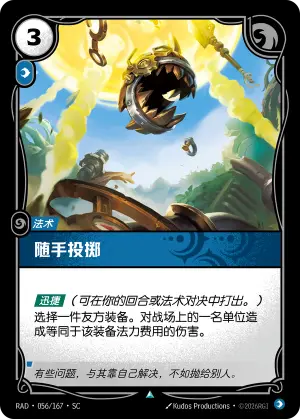 3
法术
随手投掷
迅捷（可在你的回合或法术对决中打出。）
选择一件友方装备。对战场上的一名单位造
成等同于该装备法力费用的伤害。
有些问题，与其靠自己解决，不如抛给别人。
RAD · 056/167 · SC
Kudos Productions
©2026RGI